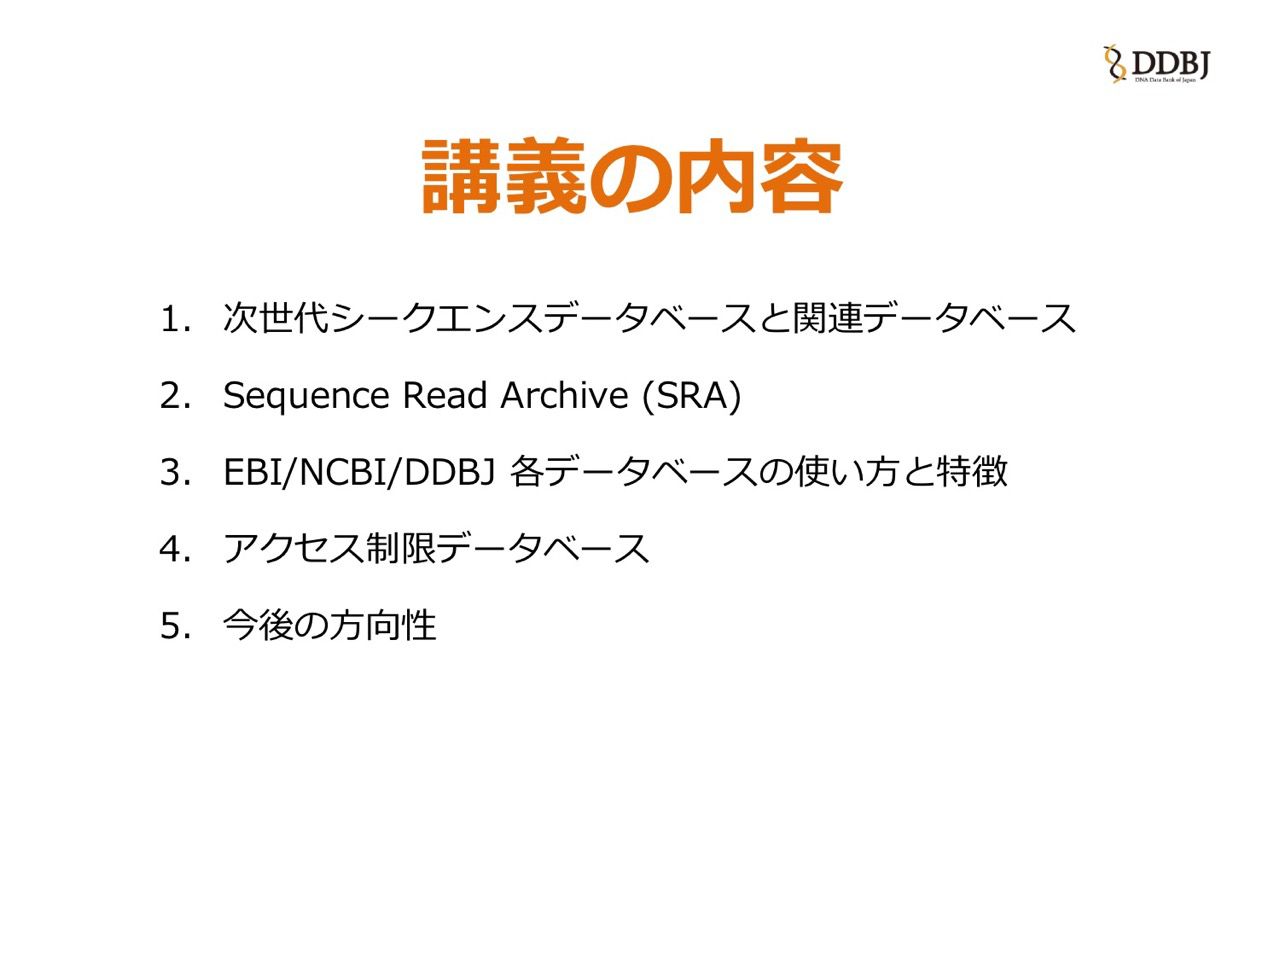 DDBJ
DNA Data Bank of Japan
講義の内容
1. 次世代シークエンスデータベースと関連データベース
2. Sequence Read Archive (SRA)
3. EBI/NCBI/DDBJ 各データベースの使い方と特徴
4. アクセス制限データベース
5. 今後の方向性